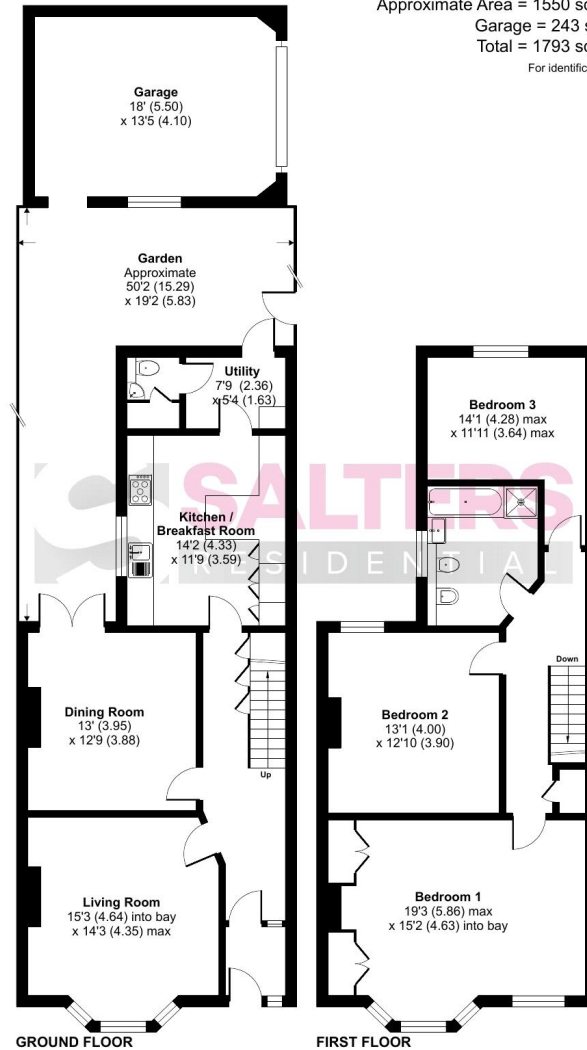 Approximate Area = 1550 s
Garage = 243 s
Total = 1793 s
For identific
Garage
18' (5.50)
x 13'5 (4.10)
Garden
Approximate
50'2 (15.29)
x 19'2 (5.83)
Utility
7'9 (2.36)
x 5'4 (1.63)
Bedroom 3
14'1 (4.28) max
x 11'11 (3.64) max
SALTERS
RESIDENTIAL
Kitchen /
Breakfast Room
14'2 (4.33)
x 11'9 (3.59)
Down
Dining Room
13' (3.95)
x 12'9 (3.88)
Bedroom 2
13'1 (4.00)
x 12'10 (3.90)
Up
Living Room
15'3 (4.64) into bay
x 14'3 (4.35) max
Bedroom 1
19'3 (5.86) max
x 15'2 (4.63) into bay
GROUND FLOOR
FIRST FLOOR